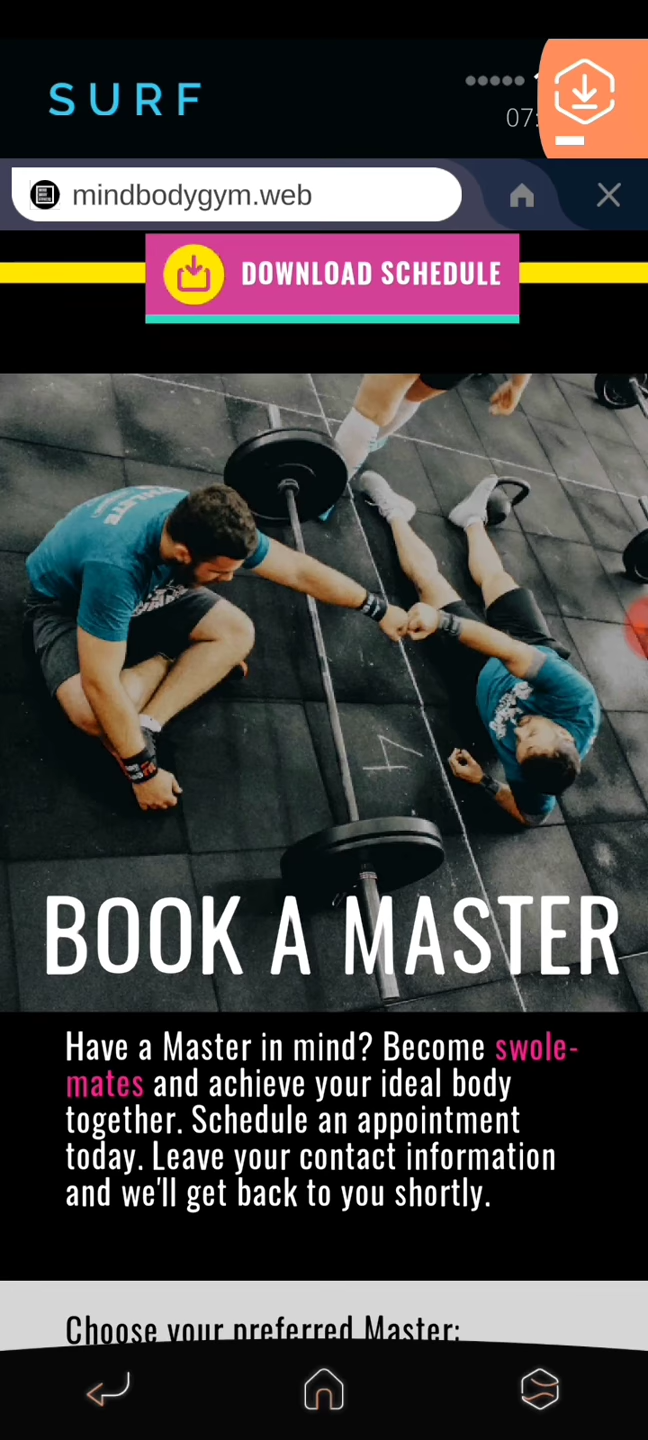 SURF
07:
mindbodygym.web
DOWNLOAD SCHEDULE
BOOK A MASTER
Have a Master in mind? Become swole-
mates and achieve your ideal body
together. Schedule an appointment
today. Leave your contact information
and we'll get back to you shortly.
Choose your preferred Master: